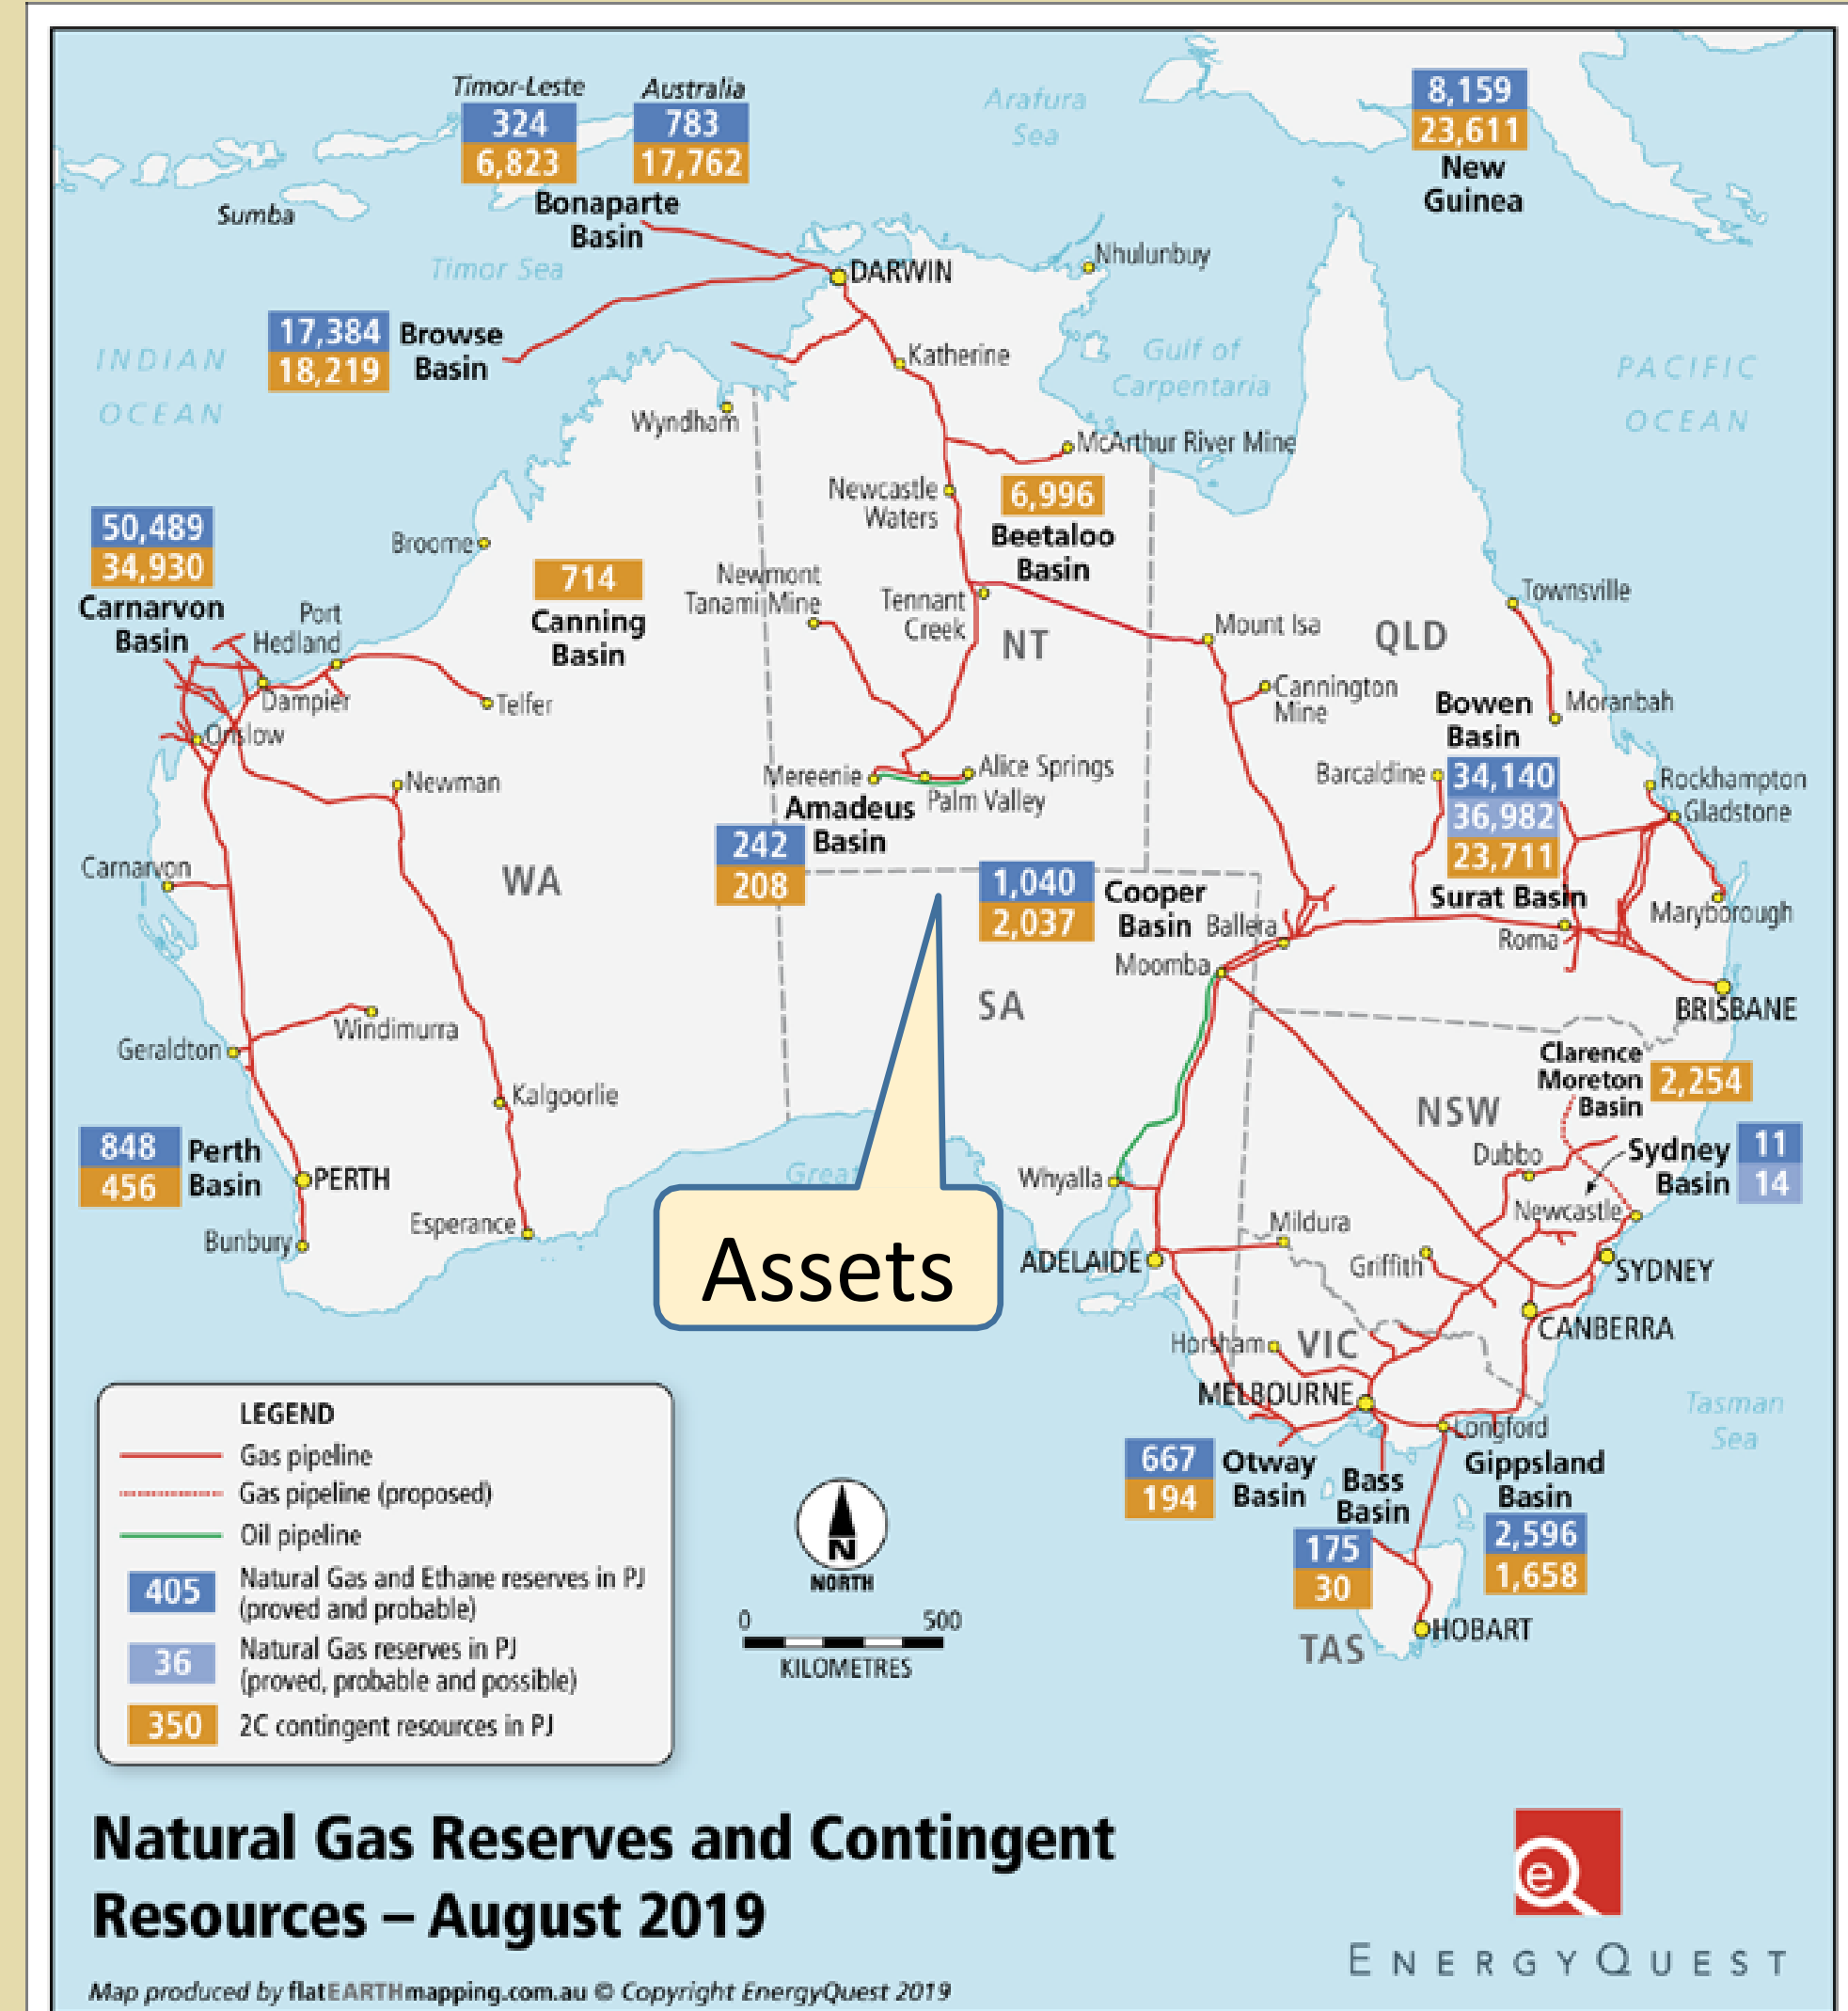 Timor-Leste
Australia
324
783
6,823
17,762
Bonaparte
Basin
Arafura
Sea
8,159
23,611
New
Guinea
Sumba
Timor Sea
DARWIN
Nhulunbuy
INDIAN
OCEAN
17,384
18,219
Browse
Basin
Katherine
Gulf of
Carpentaria
PACIFIC
OCEAN
Wyndham
McArthur River Mine
Newcastle
Waters
6,996
Beetaloo
Basin
50,489
34,930
Carnarvon
Basin
Broome
714
Canning
Basin
Newmont
Tanami Mine
Tennant
Creek
NT
Mount Isa
QLD
Townsville
Port
Hedland
Dampier
Onslow
Telfer
Cannington
Mine
Bowen
Basin
Moranbah
Newman
Mereenie
Alice Springs
Palm Valley
Amadeus
Basin
242
208
Barcaldine
34,140
36,982
23,711
Surat Basin
Rockhampton
Gladstone
Carnarvon
WA
1,040
2,037
Cooper
Basin
Ballera
Moomba
Roma
Maryborough
BRISBANE
SA
Windimurra
Geraldton
Kalgoorlie
Clarence
Moreton
Basin
2,254
NSW
848
456
Perth
Basin
PERTH
Great
Whyalla
Dubbo
Sydney
Basin
11
14
Newcastle
Bunbury
Esperance
Assets
ADELAIDE
Mildura
Griffith
SYDNEY
CANBERRA
Horsham
VIC
MELBOURNE
Longford
Tasman
Sea
667
194
Otway
Basin
Bass
Basin
175
30
Gippsland
Basin
2,596
1,658
HOBART
TAS
LEGEND
Gas pipeline
Gas pipeline (proposed)
Oil pipeline
405
Natural Gas and Ethane reserves in PJ
(proved and probable)
36
Natural Gas reserves in PJ
(proved, probable and possible)
350
2C contingent resources in PJ
N
NORTH
0 500
KILOMETRES
Natural Gas Reserves and Contingent
Resources – August 2019
e
ENERGYQUEST
Map produced by flatEARTHmapping.com.au © Copyright EnergyQuest 2019